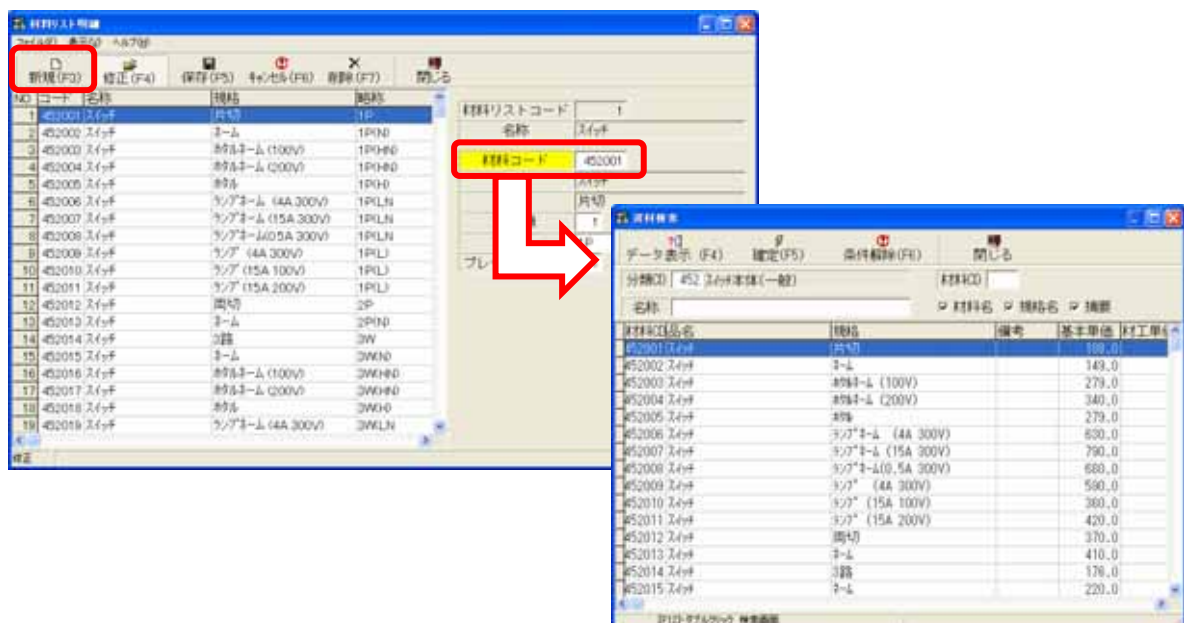 材料リスト明細
ファイル(F) 表示(V) ヘルプ(H)
新規(F3) 修正(F4) 保存(F5) キャンセル(F6) 削除(F7) 閉じる
NO コード 名称 規格 略称
1 452001 スイッチ 片切 1P
2 452002 スイッチ ネーム 1P(N)
3 452003 スイッチ ホタルネーム (100V) 1P(HN)
4 452004 スイッチ ホタルネーム (200V) 1P(HN)
5 452005 スイッチ ホタル 1P(H)
6 452006 スイッチ ランプネーム (4A 300V) 1P(LN
7 452007 スイッチ ランプネーム (15A 300V) 1P(LN
8 452008 スイッチ ランプネーム(0.5A 300V) 1P(LN
9 452009 スイッチ ランプ (4A 300V) 1P(L)
10 452010 スイッチ ランプ (15A 100V) 1P(L)
11 452011 スイッチ ランプ (15A 200V) 1P(L)
12 452012 スイッチ 両切 2P
13 452013 スイッチ ネーム 2P(N)
14 452014 スイッチ 3路 3W
15 452015 スイッチ ネーム 3W(N)
16 452016 スイッチ ホタルネーム (100V) 3W(HN)
17 452017 スイッチ ホタルネーム (200V) 3W(HN)
18 452018 スイッチ ホタル 3W(H)
19 452019 スイッチ ランプネーム (4A 300V) 3W(LN
修正
材料リストコード 1
名称 スイッチ
材料コード 452001
スイッチ
片切
1
1P
プレ
資材検索
データ表示 (F4) 確定(F5) 条件解除(F6) 閉じる
分類CD 452 スイッチ本体(一般) 材料CD
名称 材料名 規格名 摘要
材料CD 品名 規格 備考 基本単価 材工単価
452001 スイッチ 片切 108.0
452002 スイッチ ネーム 149.0
452003 スイッチ ホタルネーム (100V) 279.0
452004 スイッチ ホタルネーム (200V) 340.0
452005 スイッチ ホタル 279.0
452006 スイッチ ランプネーム (4A 300V) 630.0
452007 スイッチ ランプネーム (15A 300V) 790.0
452008 スイッチ ランプネーム(0.5A 300V) 680.0
452009 スイッチ ランプ (4A 300V) 590.0
452010 スイッチ ランプ (15A 100V) 360.0
452011 スイッチ ランプ (15A 200V) 420.0
452012 スイッチ 両切 370.0
452013 スイッチ ネーム 410.0
452014 スイッチ 3路 176.0
452015 スイッチ ネーム 220.0
検索画面